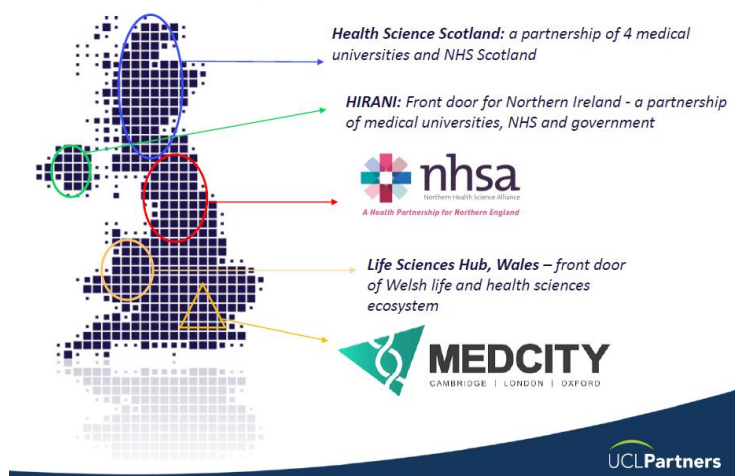 Health Science Scotland: a partnership of 4 medical
universities and NHS Scotland
HIRANI: Front door for Northern Ireland - a partnership
of medical universities, NHS and government
nhsa
Northern Health Science Alliance
A Health Partnership for Northern England
Life Sciences Hub, Wales – front door
of Welsh life and health sciences
ecosystem
MEDCITY
CAMBRIDGE | LONDON | OXFORD
UCLPartners